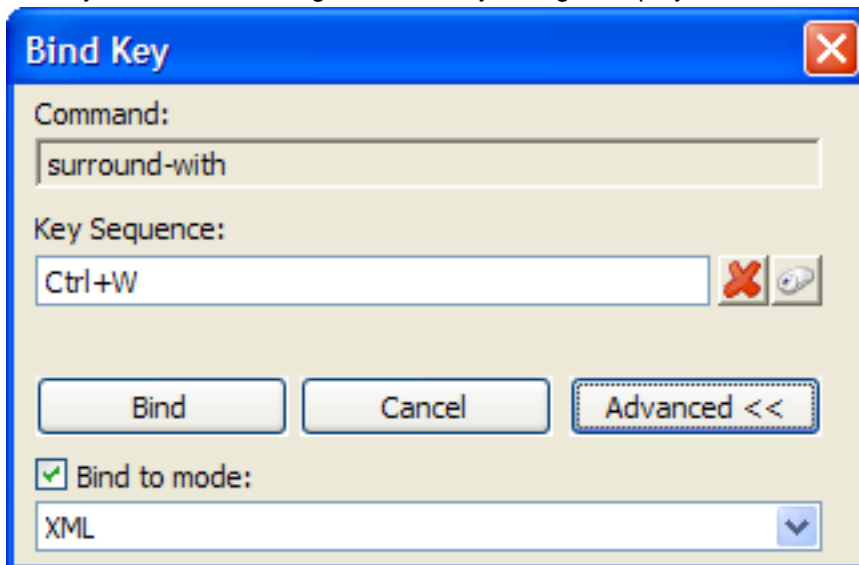 Bind Key
Command:
surround-with
Key Sequence:
Ctrl+W
Bind Cancel Advanced <<
Bind to mode:
XML